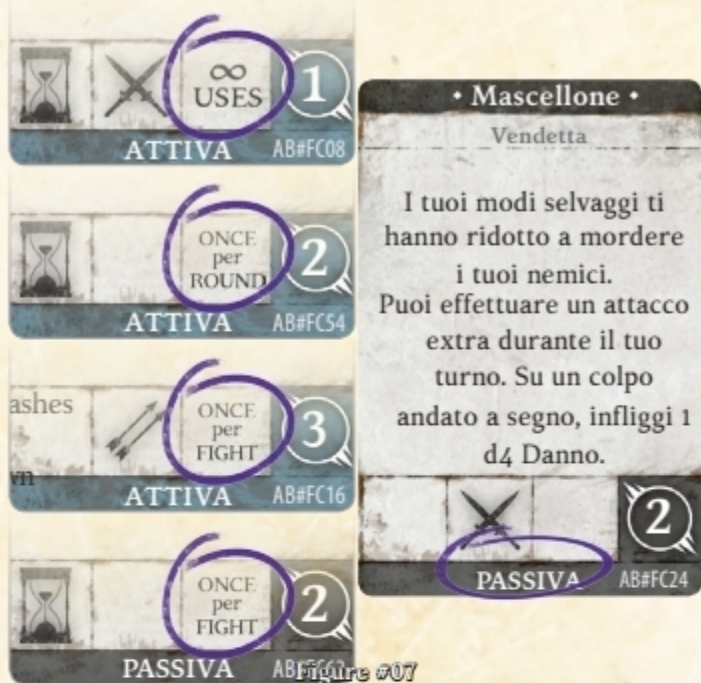 ∞
USES
1
ATTIVA AB#FC08
ONCE
per
ROUND
2
ATTIVA AB#FC54
ashes
wn
ONCE
per
FIGHT
3
ATTIVA AB#FC16
ONCE
per
FIGHT
2
PASSIVA
• Mascellone •
Vendetta
I tuoi modi selvaggi ti
hanno ridotto a mordere
i tuoi nemici.
Puoi effettuare un attacco
extra durante il tuo
turno. Su un colpo
andato a segno, infliggi 1
d4 Danno.
2
PASSIVA AB#FC24
Figure #07